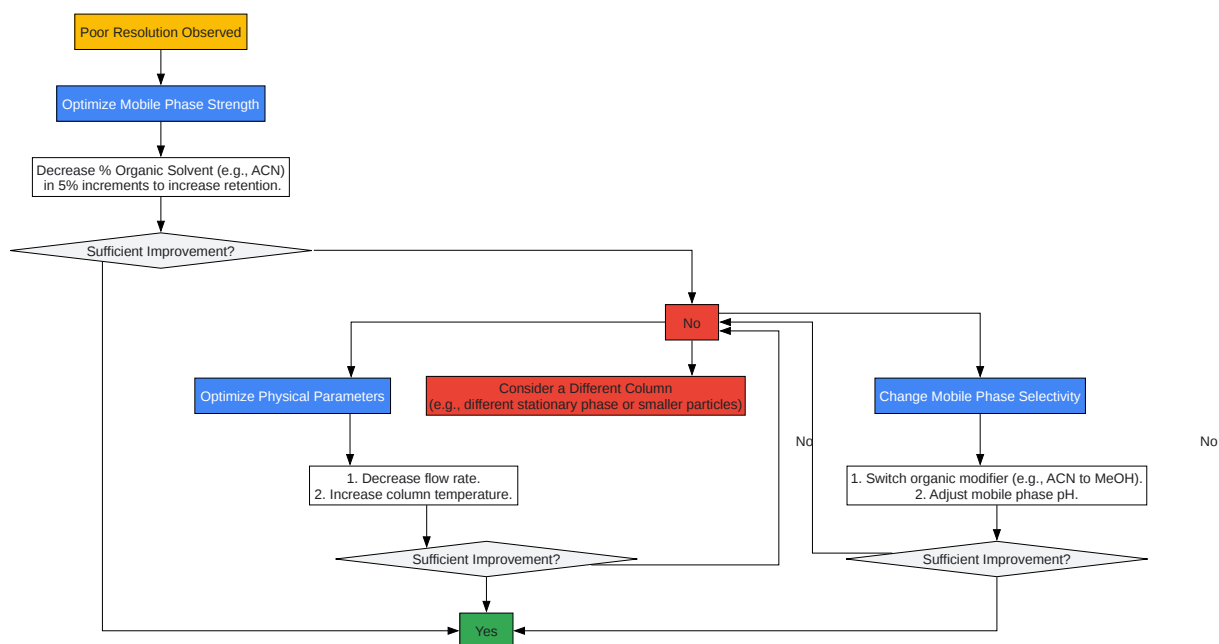 Poor Resolution Observed
Optimize Mobile Phase Strength
Decrease % Organic Solvent (e.g., ACN)
in 5% increments to increase retention.
Sufficient Improvement?
No
Optimize Physical Parameters
Consider a Different Column
(e.g., different stationary phase or smaller particles)
Change Mobile Phase Selectivity
No
No
1. Decrease flow rate.
2. Increase column temperature.
1. Switch organic modifier (e.g., ACN to MeOH).
2. Adjust mobile phase pH.
Sufficient Improvement?
Sufficient Improvement?
Yes